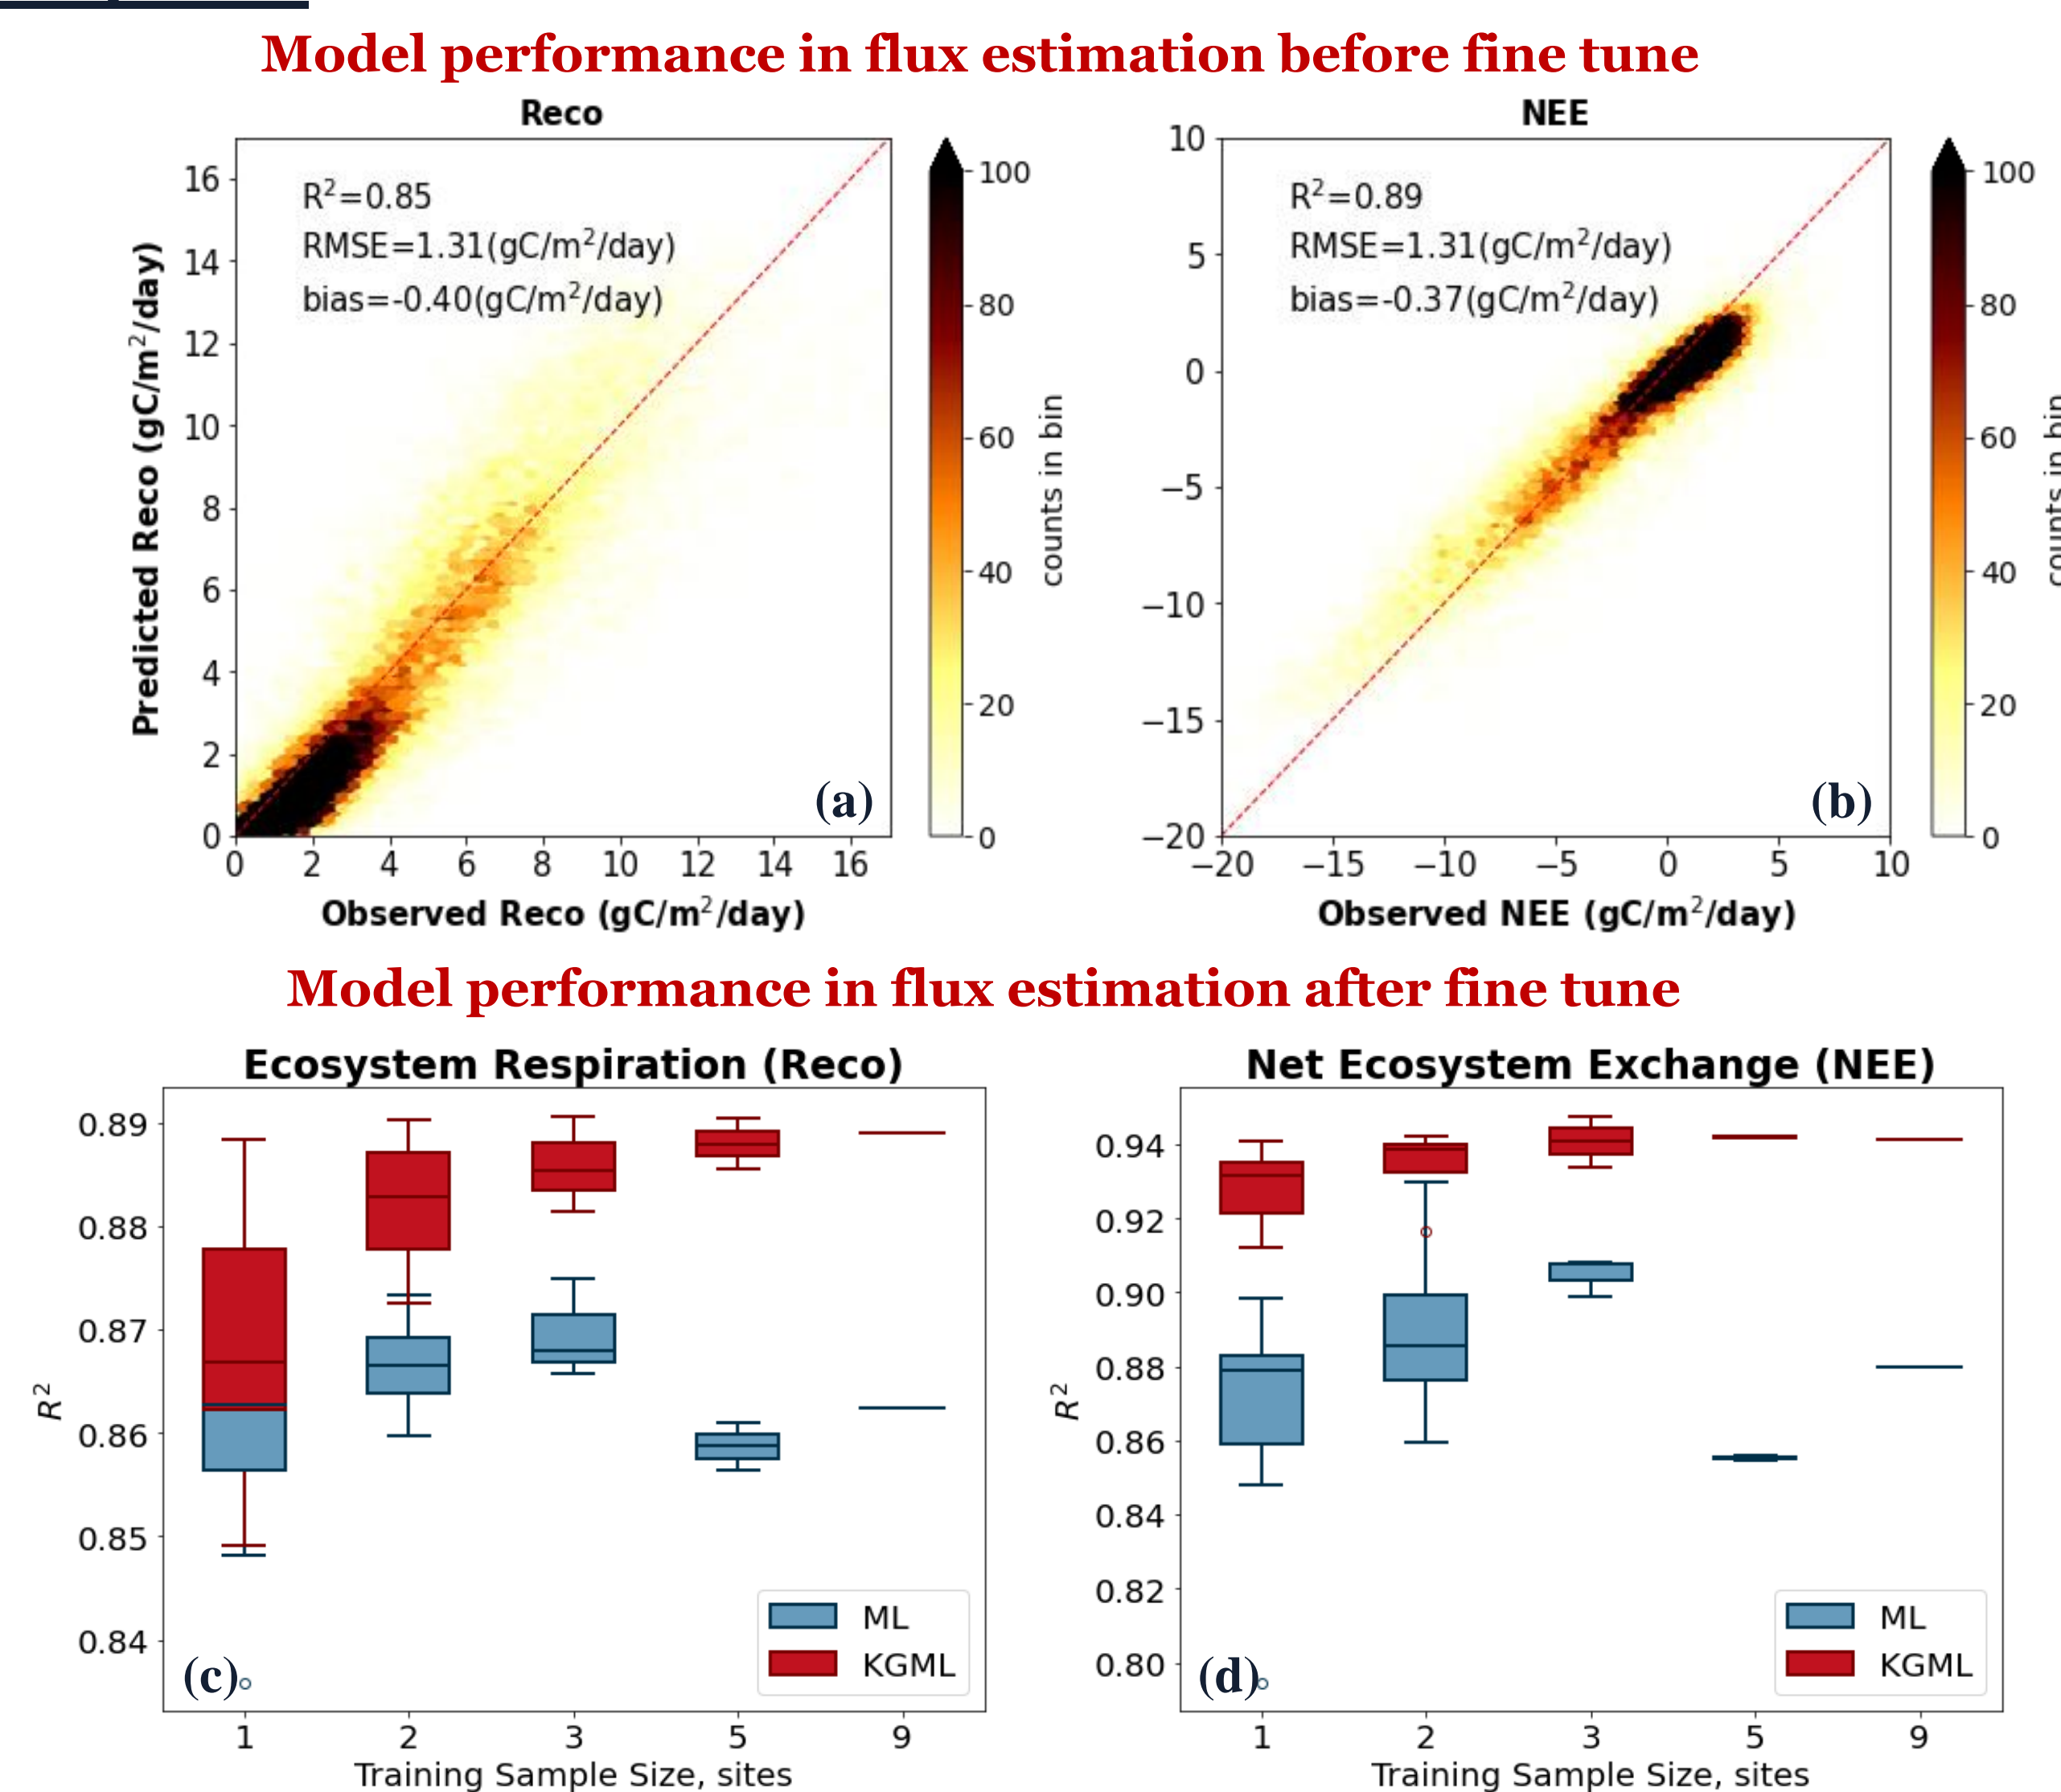 Model performance in flux estimation before fine tune
Reco
R²=0.85
RMSE=1.31(gC/m²/day)
bias=-0.40(gC/m²/day)
Predicted Reco (gC/m²/day)
16
14
12
10
8
6
4
2
0
0 2 4 6 8 10 12 14 16
Observed Reco (gC/m²/day)
(a)
100
80
60
40
20
0
counts in bin
NEE
R²=0.89
RMSE=1.31(gC/m²/day)
bias=-0.37(gC/m²/day)
10
5
0
−5
−10
−15
−20
−20 −15 −10 −5 0 5 10
Observed NEE (gC/m²/day)
(b)
100
80
60
40
20
0
counts in bin
Model performance in flux estimation after fine tune
Ecosystem Respiration (Reco)
R²
0.89
0.88
0.87
0.86
0.85
0.84
(c)
ML
KGML
1 2 3 5 9
Training Sample Size, sites
Net Ecosystem Exchange (NEE)
R²
0.94
0.92
0.90
0.88
0.86
0.84
0.82
0.80
(d)
ML
KGML
1 2 3 5 9
Training Sample Size, sites